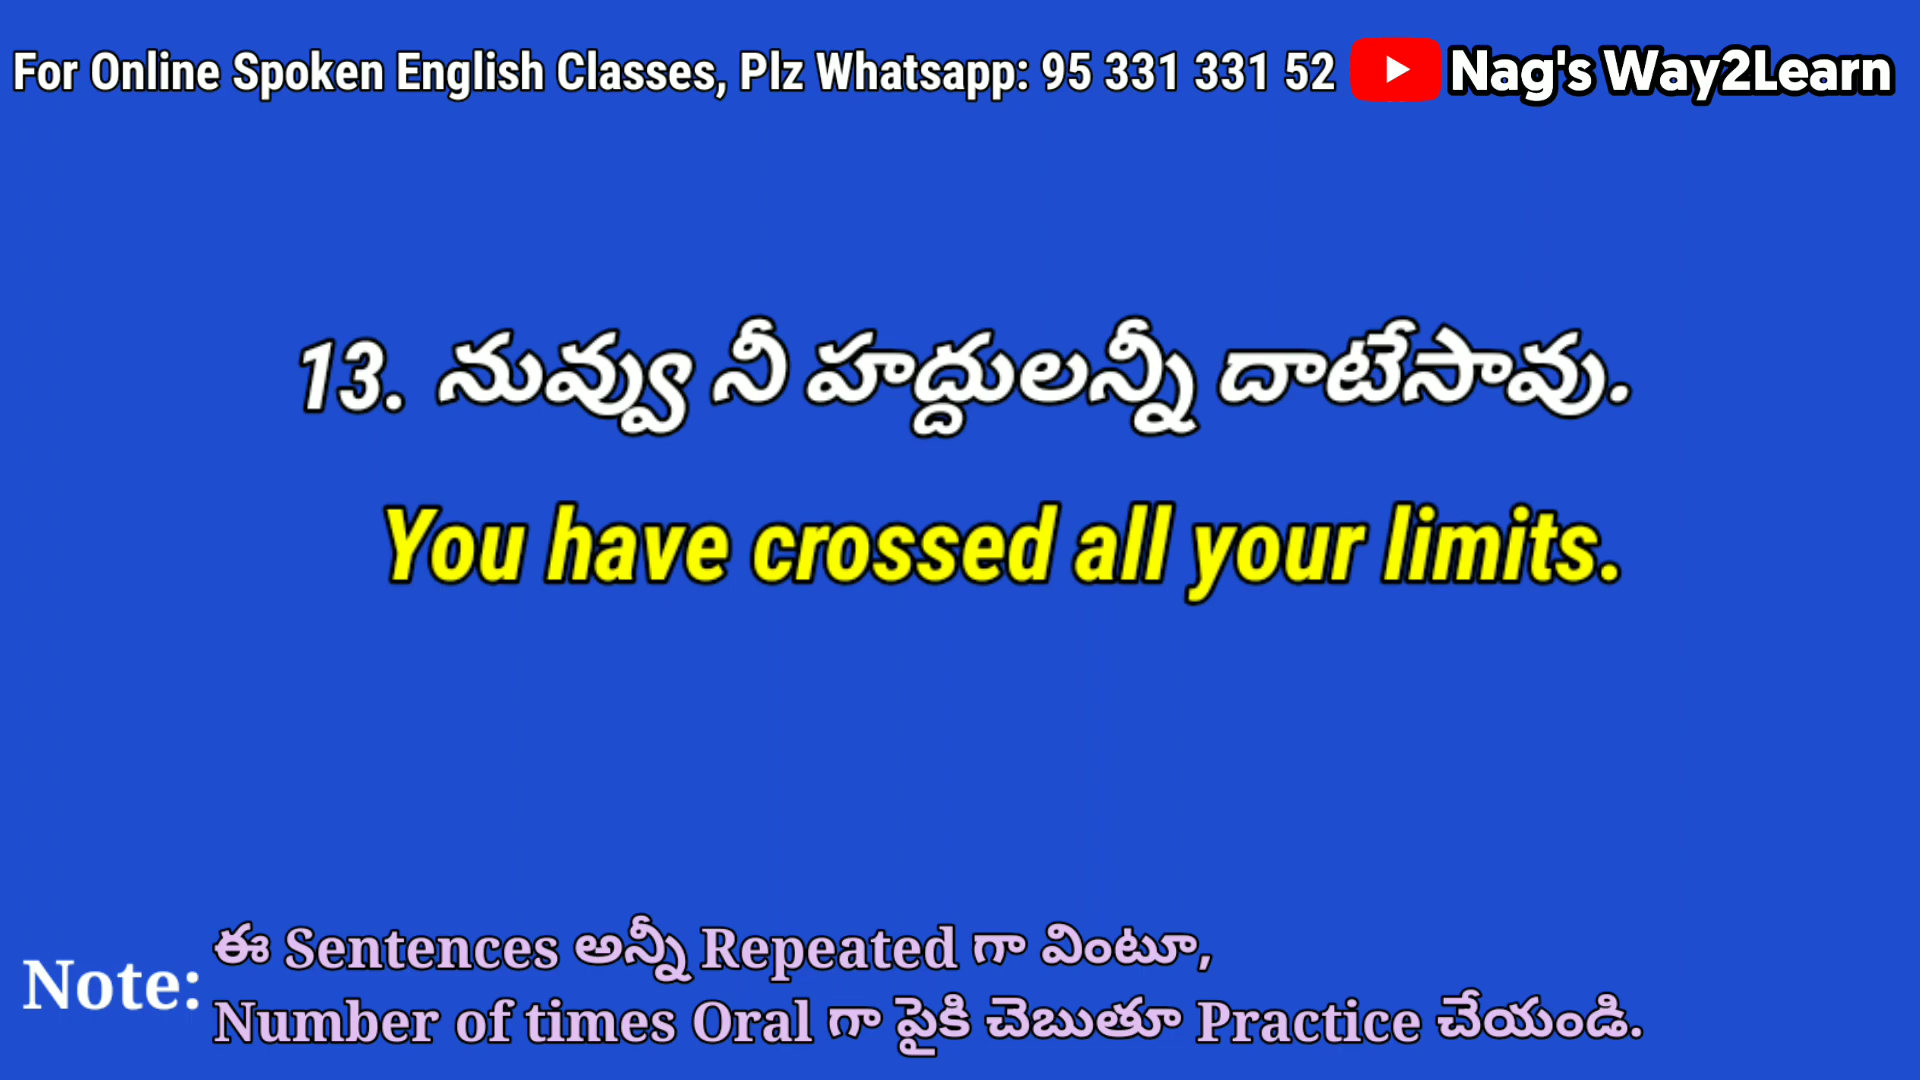 For Online Spoken English Classes, Plz Whatsapp: 95 331 331 52 Nag's Way2Learn
13. నువ్వు నీ హద్దులన్నీ దాటేసావు.
You have crossed all your limits.
Note: ఈ Sentences అన్నీ Repeated గా వింటూ,
Number of times Oral గా పైకి చెబుతూ Practice చేయండి.